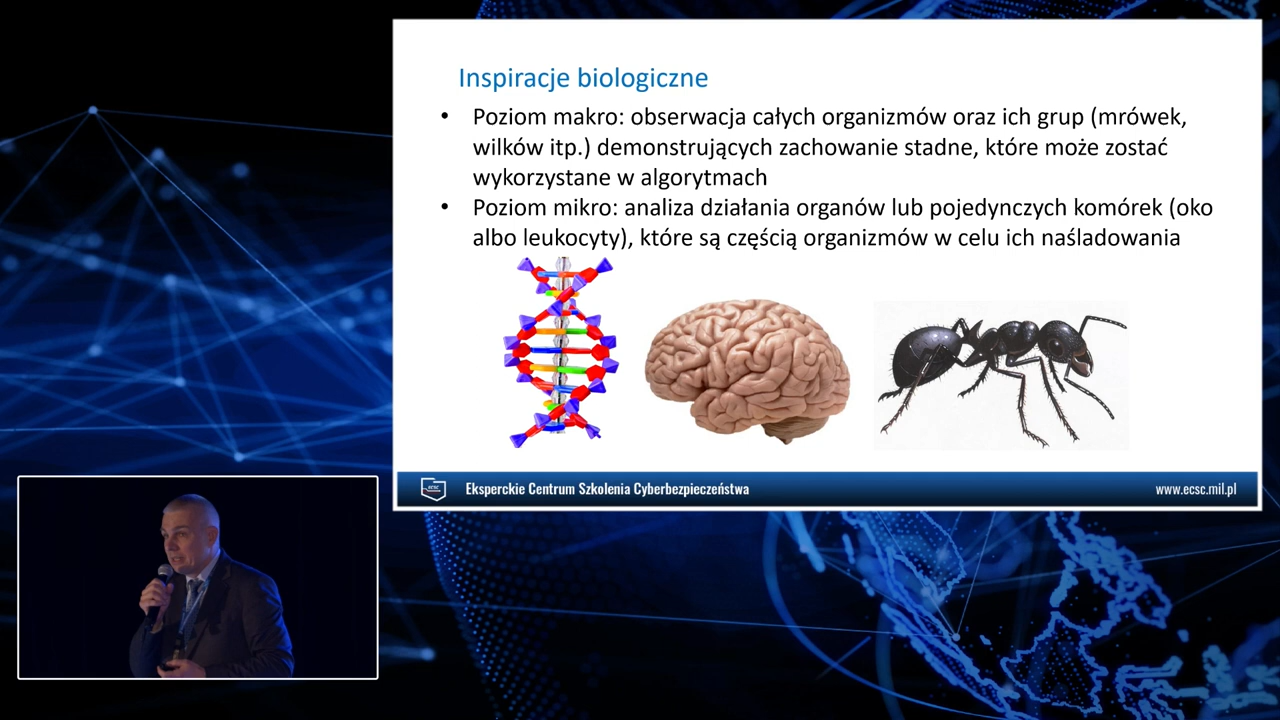 Inspiracje biologiczne
• Poziom makro: obserwacja całych organizmów oraz ich grup (mrówek,
wilków itp.) demonstrujących zachowanie stadne, które może zostać
wykorzystane w algorytmach
• Poziom mikro: analiza działania organów lub pojedynczych komórek (oko
albo leukocyty), które są częścią organizmów w celu ich naśladowania
ecsc
Eksperckie Centrum Szkolenia Cyberbezpieczeństwa
www.ecsc.mil.pl